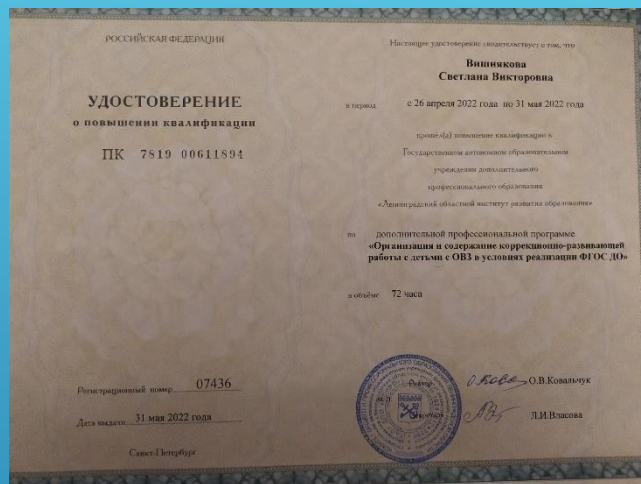 РОССИЙСКАЯ ФЕДЕРАЦИЯ
УДОСТОВЕРЕНИЕ
о повышении квалификации
ПК 7819 00611894
Регистрационный номер 07436
Дата выдачи 31 мая 2022 года
Санкт-Петербург
Настоящее удостоверение свидетельствует о том, что
Вишнякова
Светлана Викторовна
в период с 26 апреля 2022 года по 31 мая 2022 года
прошёл(а) повышение квалификации в
Государственном автономном образовательном
учреждении дополнительного
профессионального образования
«Ленинградский областной институт развития образования»
по дополнительной профессиональной программе
«Организация и содержание коррекционно-развивающей
работы с детьми с ОВЗ в условиях реализации ФГОС ДО»
в объёме 72 часа
Ректор О.В.Ковальчук
Л.И.Власова